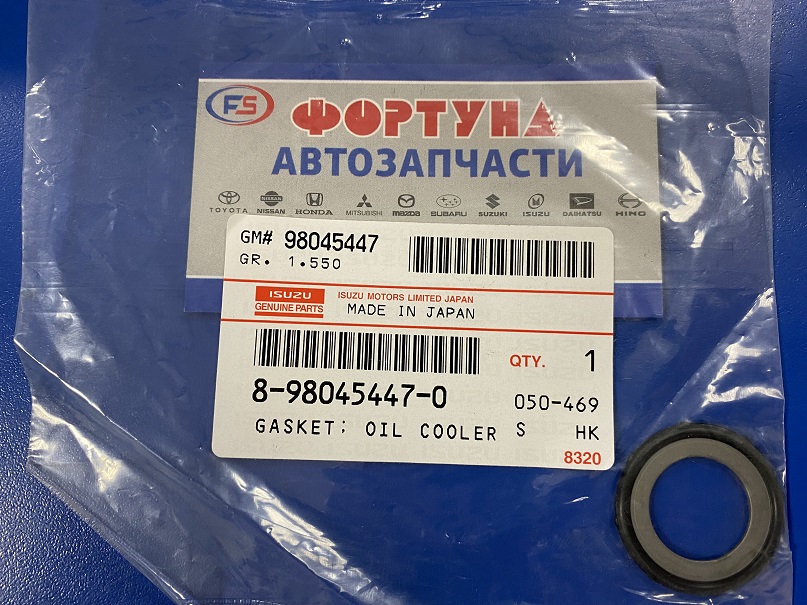 FS ФОРТУНА
АВТОЗАПЧАСТИ
TOYOTA NISSAN HONDA MITSUBISHI mazda SUBARU SUZUKI ISUZU DAIHATSU HINO
GM# 98045447
GR. 1.550
ISUZU ISUZU MOTORS LIMITED JAPAN
GENUINE PARTS MADE IN JAPAN
QTY. 1
8-98045447-0 050-469
GASKET; OIL COOLER S HK
8320